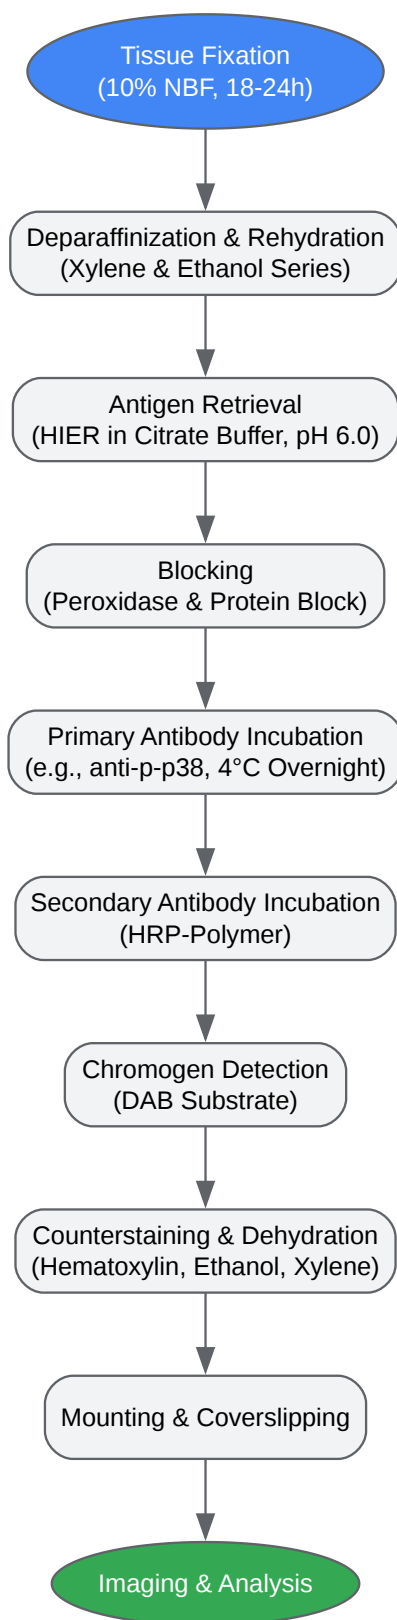 Tissue Fixation
(10% NBF, 18-24h)
Deparaffinization & Rehydration
(Xylene & Ethanol Series)
Antigen Retrieval
(HIER in Citrate Buffer, pH 6.0)
Blocking
(Peroxidase & Protein Block)
Primary Antibody Incubation
(e.g., anti-p-p38, 4°C Overnight)
Secondary Antibody Incubation
(HRP-Polymer)
Chromogen Detection
(DAB Substrate)
Counterstaining & Dehydration
(Hematoxylin, Ethanol, Xylene)
Mounting & Coverslipping
Imaging & Analysis